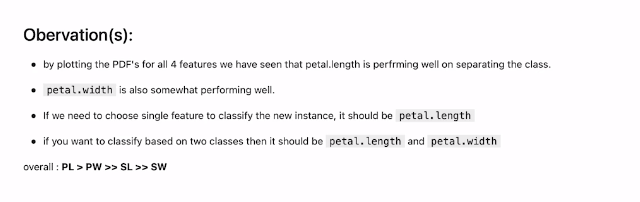 Obervation(s):
• by plotting the PDF's for all 4 features we have seen that petal.length is perfrming well on separating the class.
• petal.width is also somewhat performing well.
• If we need to choose single feature to classify the new instance, it should be petal.length
• if you want to classify based on two classes then it should be petal.length and petal.width
overall : PL > PW >> SL >> SW